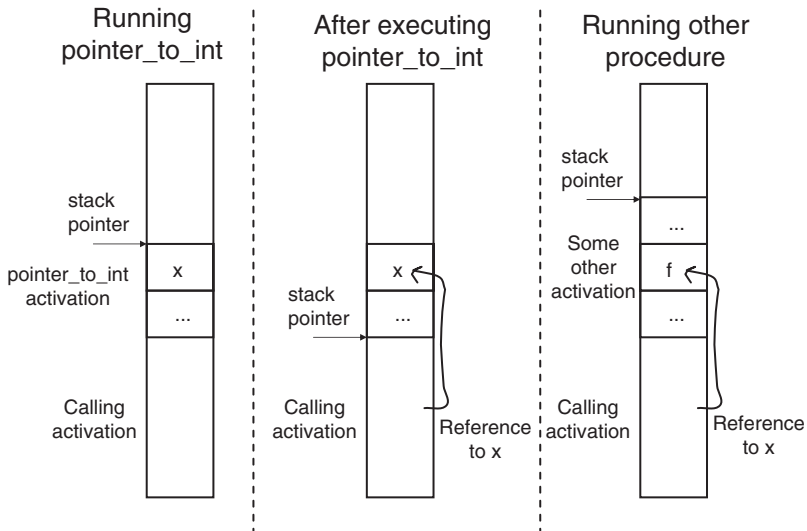 Running
pointer_to_int
stack
pointer
pointer_to_int
activation
x
...
Calling
activation
After executing
pointer_to_int
x
stack
pointer
...
Calling
activation
Reference
to x
Running other
procedure
stack
pointer
...
Some
other
activation
f
...
Calling
activation
Reference
to x